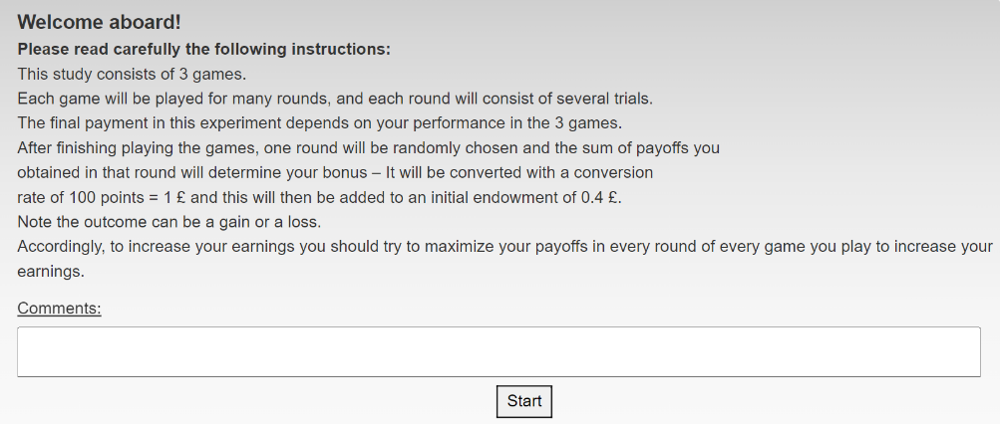 Welcome aboard!
Please read carefully the following instructions:
This study consists of 3 games.
Each game will be played for many rounds, and each round will consist of several trials.
The final payment in this experiment depends on your performance in the 3 games.
After finishing playing the games, one round will be randomly chosen and the sum of payoffs you
obtained in that round will determine your bonus – It will be converted with a conversion
rate of 100 points = 1 £ and this will then be added to an initial endowment of 0.4 £.
Note the outcome can be a gain or a loss.
Accordingly, to increase your earnings you should try to maximize your payoffs in every round of every game you play to increase your
earnings.
Comments:
Start